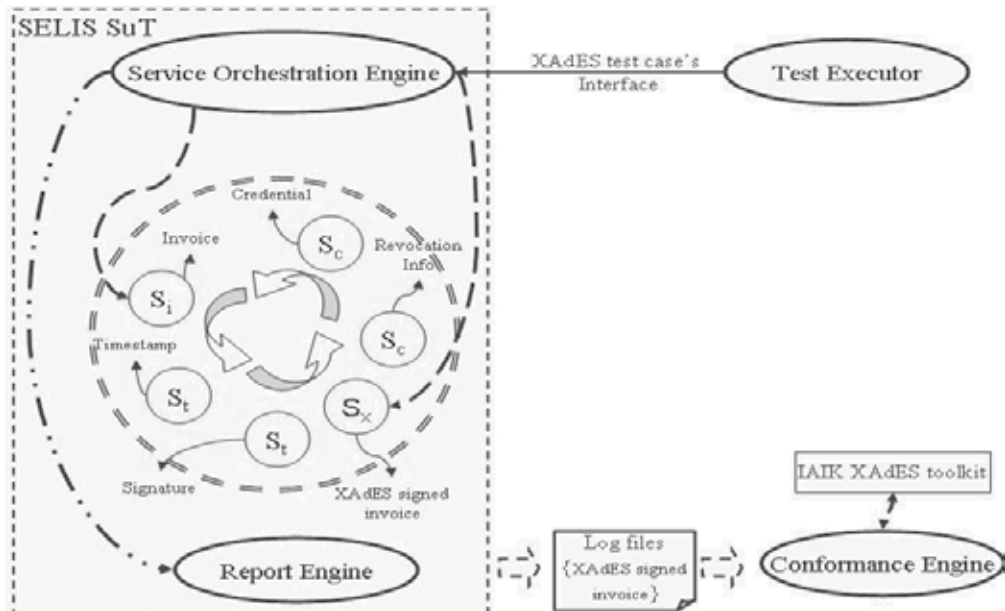 SELIS SuT
Service Orchestration Engine
XAdES test case's
Interface
Test Executor
Credential
Sc
Revocation
Info
Invoice
Si
Sc
Timestamp
St
Sx
St
Signature
XAdES signed
invoice
IAIK XAdES toolkit
Report Engine
Log files
{XAdES signed
invoice}
Conformance Engine